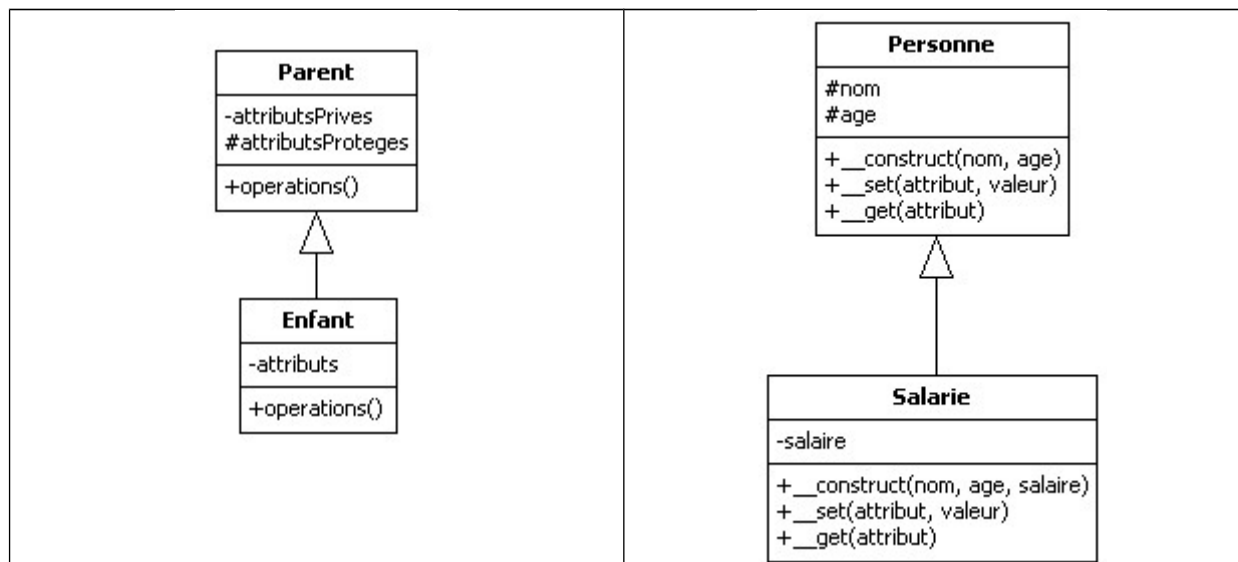 Parent
-attributsPrives
#attributsProteges
+operations()
Enfant
-attributs
+operations()
Personne
#nom
#age
+__construct(nom, age)
+__set(attribut, valeur)
+__get(attribut)
Salarie
-salaire
+__construct(nom, age, salaire)
+__set(attribut, valeur)
+__get(attribut)